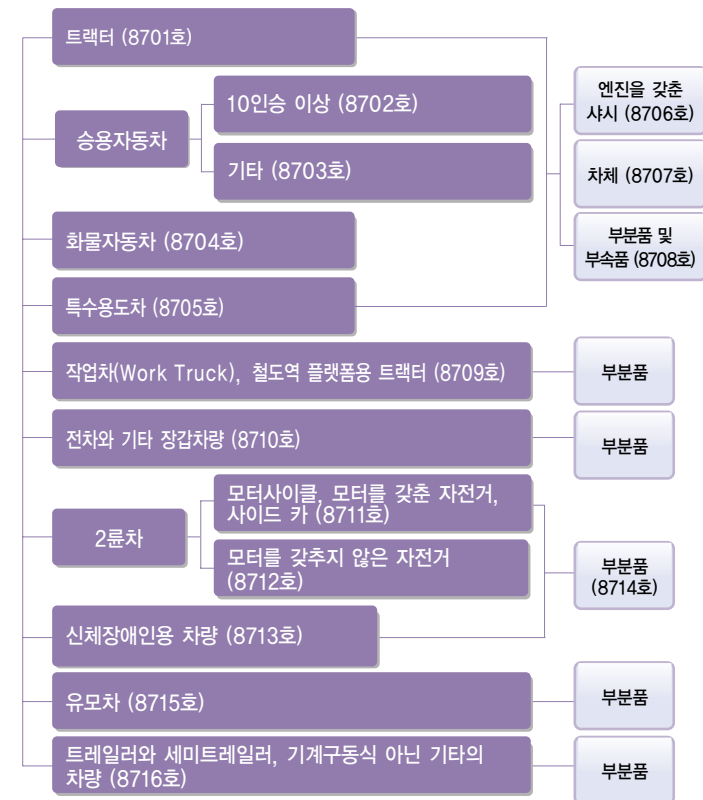 트랙터 (8701호)
승용자동차
10인승 이상 (8702호)
기타 (8703호)
화물자동차 (8704호)
특수용도차 (8705호)
엔진을 갖춘
샤시 (8706호)
차체 (8707호)
부분품 및
부속품 (8708호)
작업차(Work Truck), 철도역 플랫폼용 트랙터 (8709호)
부분품
전차와 기타 장갑차량 (8710호)
부분품
2륜차
모터사이클, 모터를 갖춘 자전거,
사이드 카 (8711호)
모터를 갖추지 않은 자전거
(8712호)
신체장애인용 차량 (8713호)
부분품
(8714호)
유모차 (8715호)
부분품
트레일러와 세미트레일러, 기계구동식 아닌 기타의
차량 (8716호)
부분품